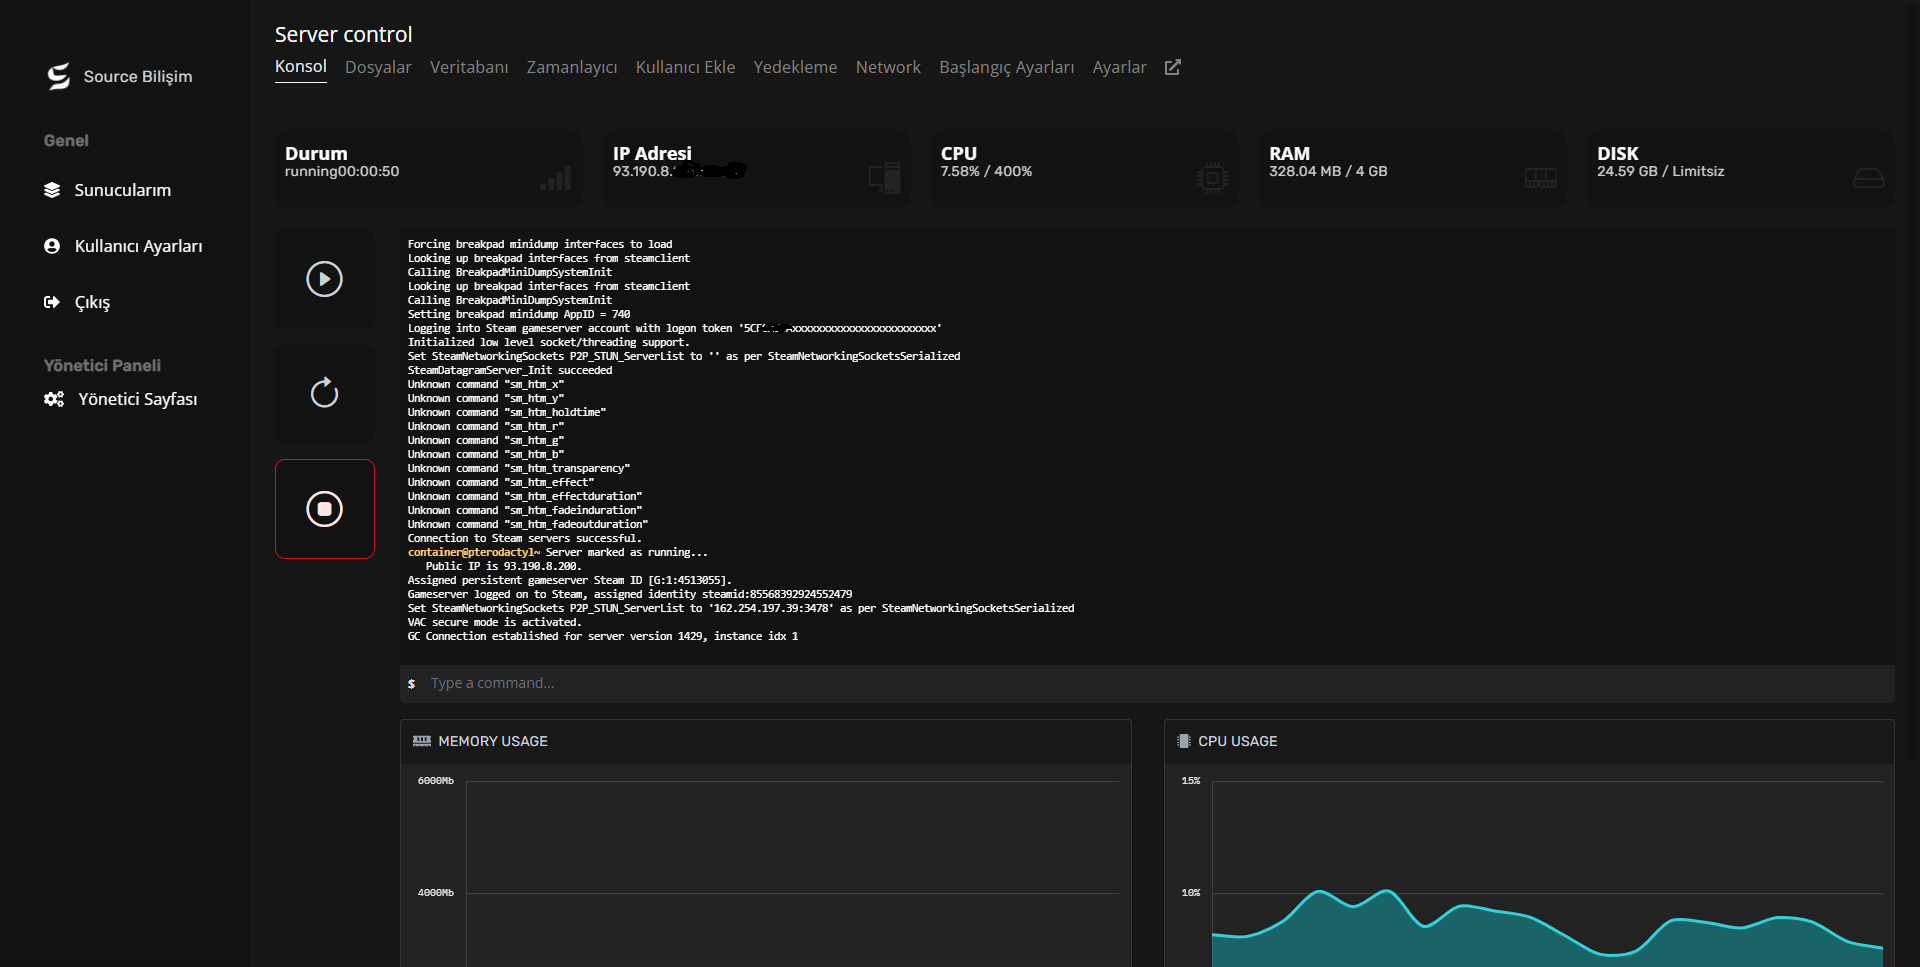 Server control
Konsol Dosyalar Veritabanı Zamanlayıcı Kullanıcı Ekle Yedekleme Network Başlangıç Ayarları Ayarlar
Source Bilişim
Genel
Sunucularım
Kullanıcı Ayarları
Çıkış
Yönetici Paneli
Yönetici Sayfası
Durum
running00:00:50
IP Adresi
93.190.8.
CPU
7.58% / 400%
RAM
328.04 MB / 4 GB
DISK
24.59 GB / Limitsiz
Forcing breakpad minidump interfaces to load
Looking up breakpad interfaces from steamclient
Calling BreakpadMiniDumpSystemInit
Looking up breakpad interfaces from steamclient
Calling BreakpadMiniDumpSystemInit
Setting breakpad minidump AppID = 740
Logging into Steam gameserver account with logon token
Initialized low level socket/threading support.
Set SteamNetworkingSockets P2P_STUN_ServerList to '' as per SteamNetworkingSocketsSerialized
SteamDatagramServer_Init succeeded
Unknown command "sm_htm_x"
Unknown command "sm_htm_y"
Unknown command "sm_htm_holdtime"
Unknown command "sm_htm_r"
Unknown command "sm_htm_g"
Unknown command "sm_htm_b"
Unknown command "sm_htm_transparency"
Unknown command "sm_htm_effect"
Unknown command "sm_htm_effectduration"
Unknown command "sm_htm_fadeinduration"
Unknown command "sm_htm_fadeoutduration"
Connection to Steam servers successful.
container@pterodactyl~ Server marked as running...
Public IP is 93.190.8.200.
Assigned persistent gameserver Steam ID [G:1:4513055].
Gameserver logged on to Steam, assigned identity steamid:85568392924552479
Set SteamNetworkingSockets P2P_STUN_ServerList to '162.254.197.39:3478' as per SteamNetworkingSocketsSerialized
VAC secure mode is activated.
GC Connection established for server version 1429, instance idx 1
$ Type a command...
MEMORY USAGE
6000Mb
4000Mb
CPU USAGE
15%
10%